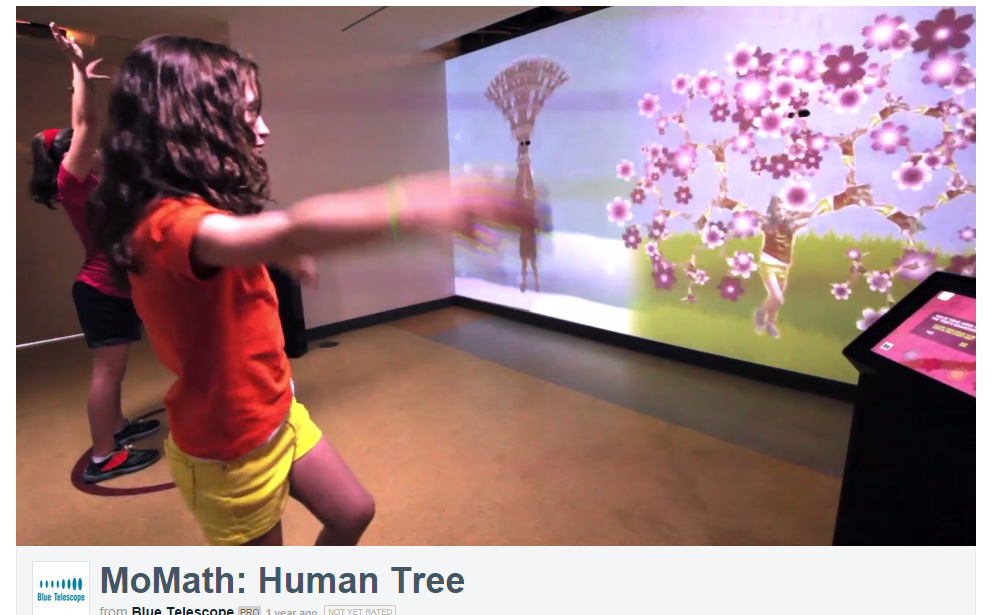 MoMath: Human Tree
Blue Telescope
from Blue Telescope PRO 1 year ago NOT YET RATED